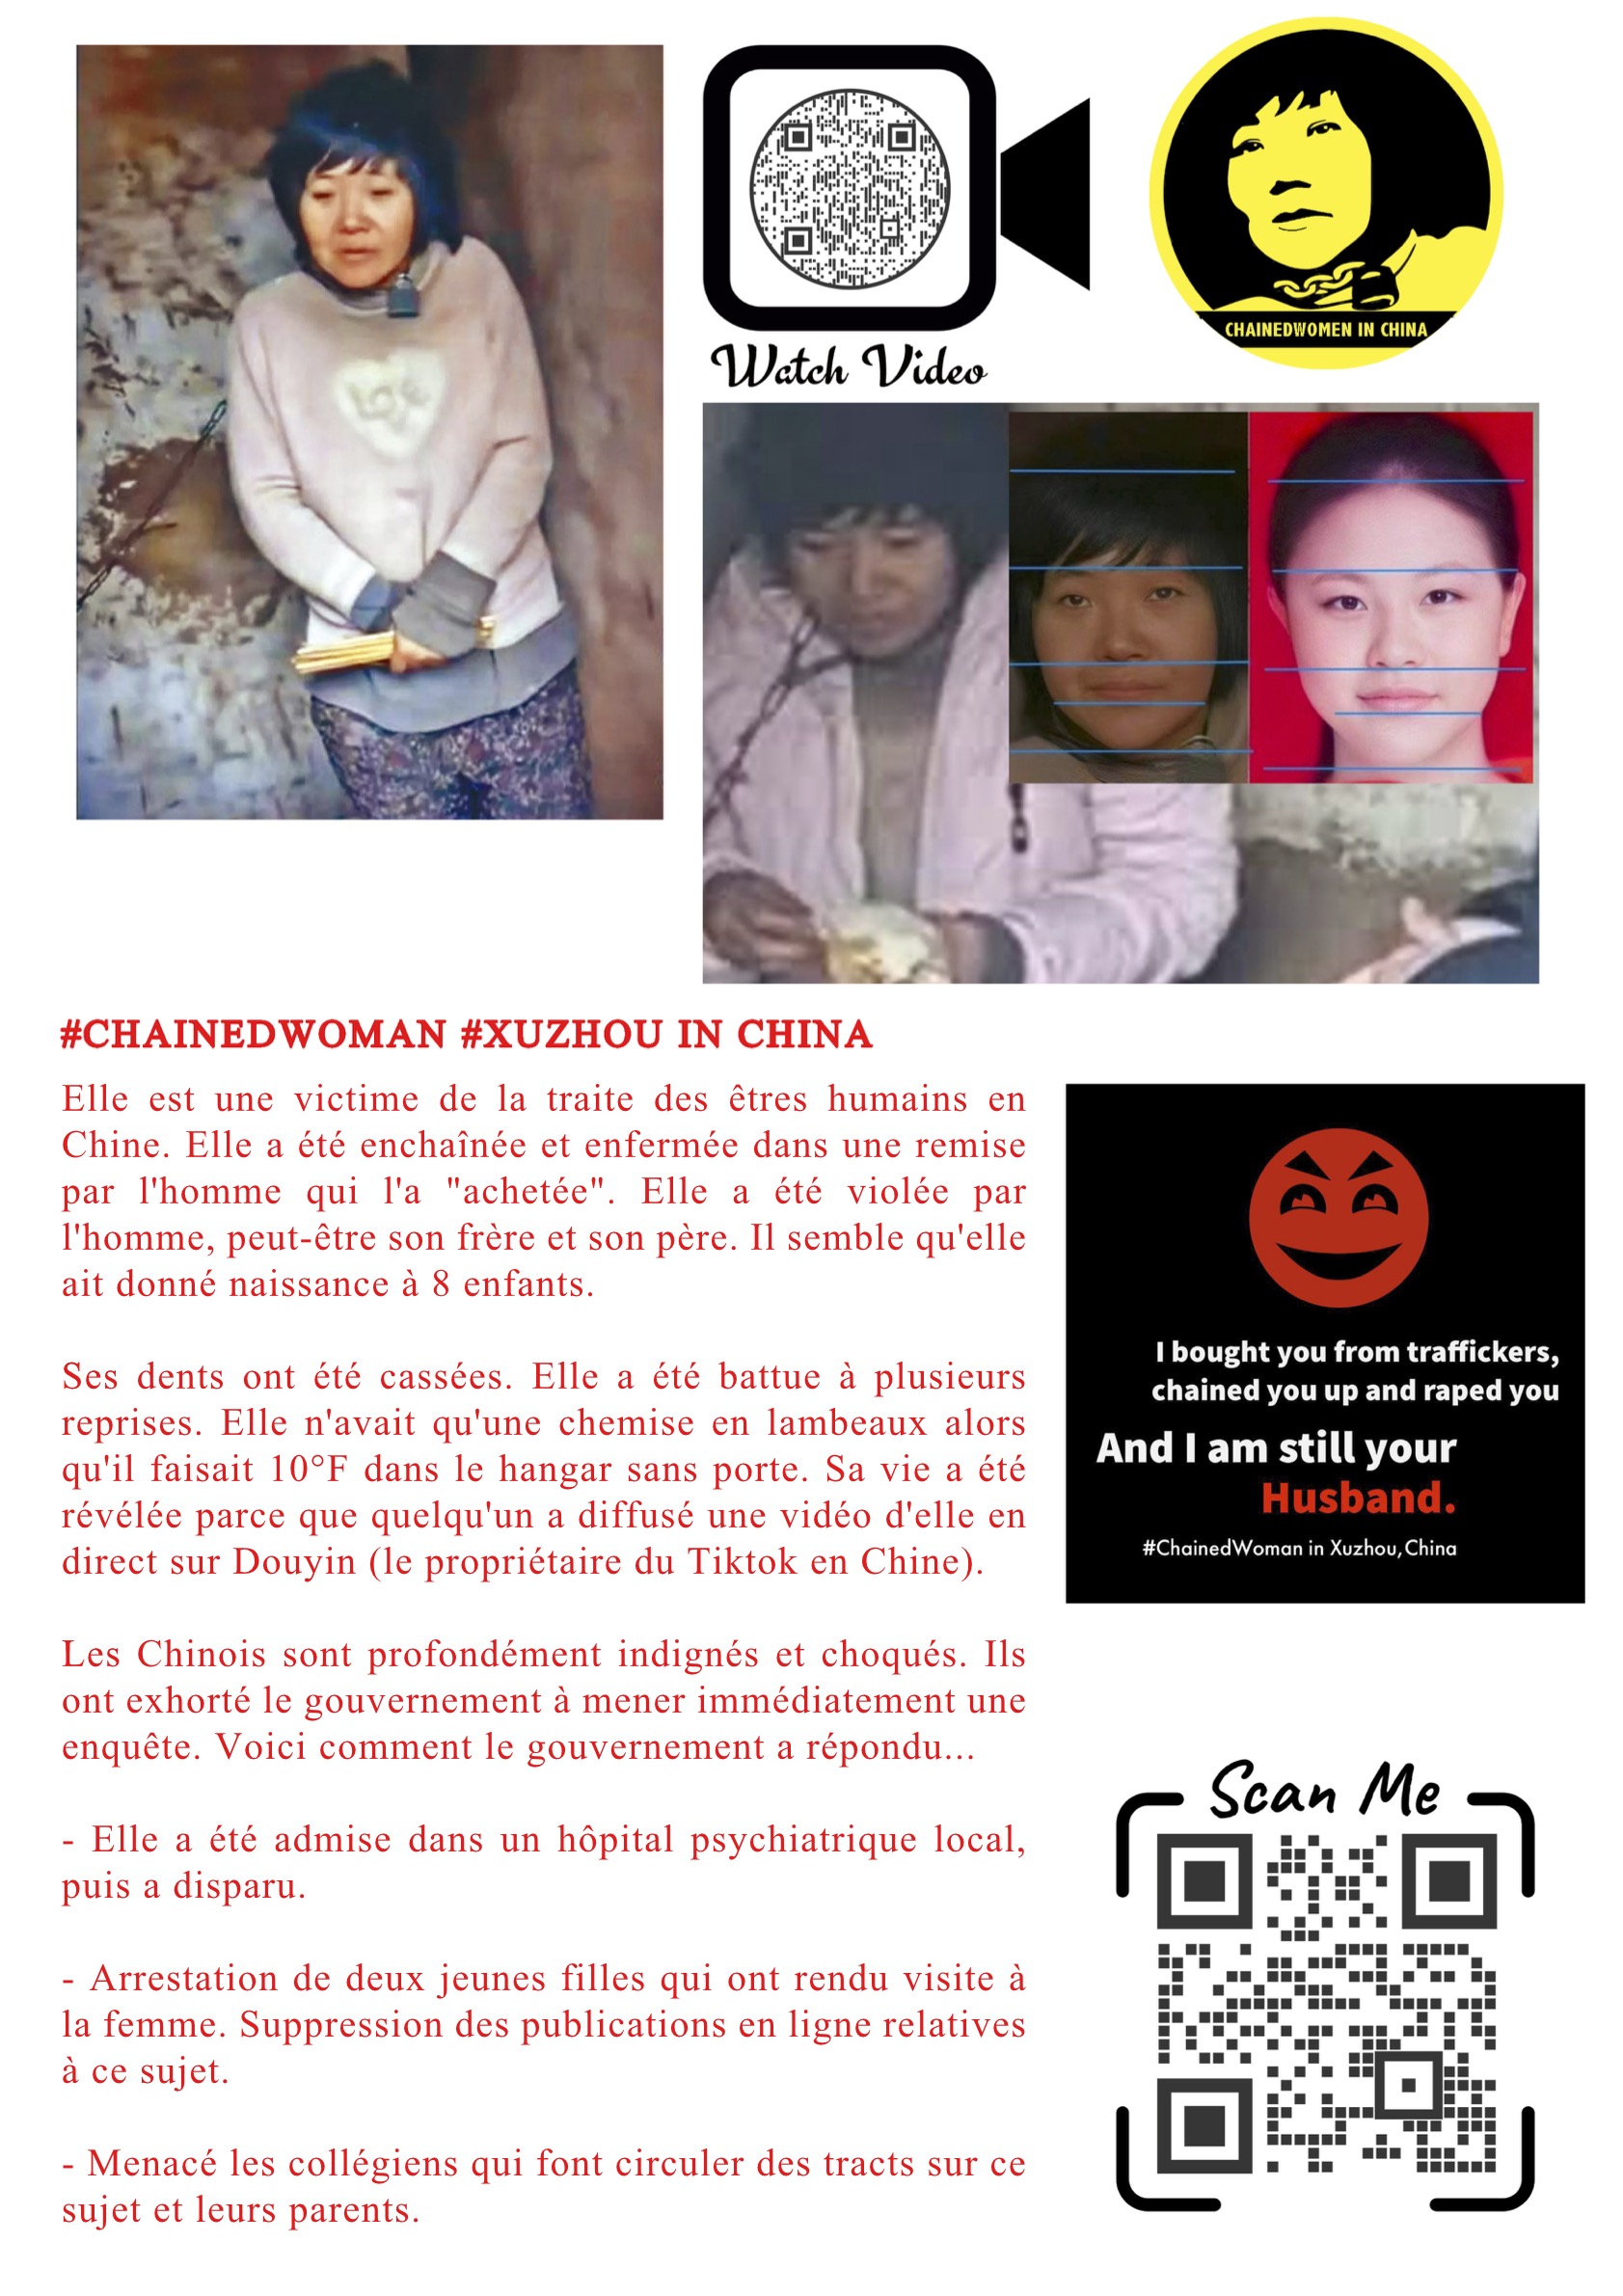 Watch Video
CHAINEDWOMEN IN CHINA
#CHAINEDWOMAN #XUZHOU IN CHINA
Elle est une victime de la traite des êtres humains en
Chine. Elle a été enchaînée et enfermée dans une remise
par l'homme qui l'a "achetée". Elle a été violée par
l'homme, peut-être son frère et son père. Il semble qu'elle
ait donné naissance à 8 enfants.
Ses dents ont été cassées. Elle a été battue à plusieurs
reprises. Elle n'avait qu'une chemise en lambeaux alors
qu'il faisait 10°F dans le hangar sans porte. Sa vie a été
révélée parce que quelqu'un a diffusé une vidéo d'elle en
direct sur Douyin (le propriétaire du Tiktok en Chine).
Les Chinois sont profondément indignés et choqués. Ils
ont exhorté le gouvernement à mener immédiatement une
enquête. Voici comment le gouvernement a répondu...
- Elle a été admise dans un hôpital psychiatrique local,
puis a disparu.
- Arrestation de deux jeunes filles qui ont rendu visite à
la femme. Suppression des publications en ligne relatives
à ce sujet.
- Menacé les collégiens qui font circuler des tracts sur ce
sujet et leurs parents.
I bought you from traffickers,
chained you up and raped you
And I am still your
Husband.
#ChainedWoman in Xuzhou, China
Scan Me